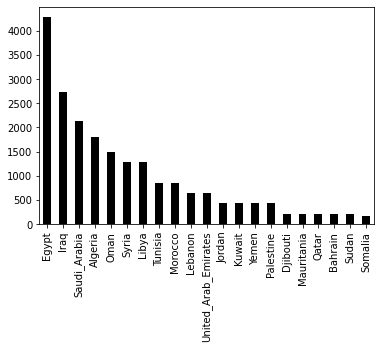 4000
3500
3000
2500
2000
1500
1000
500
0
Egypt
Iraq
Saudi_Arabia
Algeria
Oman
Syria
Libya
Tunisia
Morocco
Lebanon
United_Arab_Emirates
Jordan
Kuwait
Yemen
Palestine
Djibouti
Mauritania
Qatar
Bahrain
Sudan
Somalia